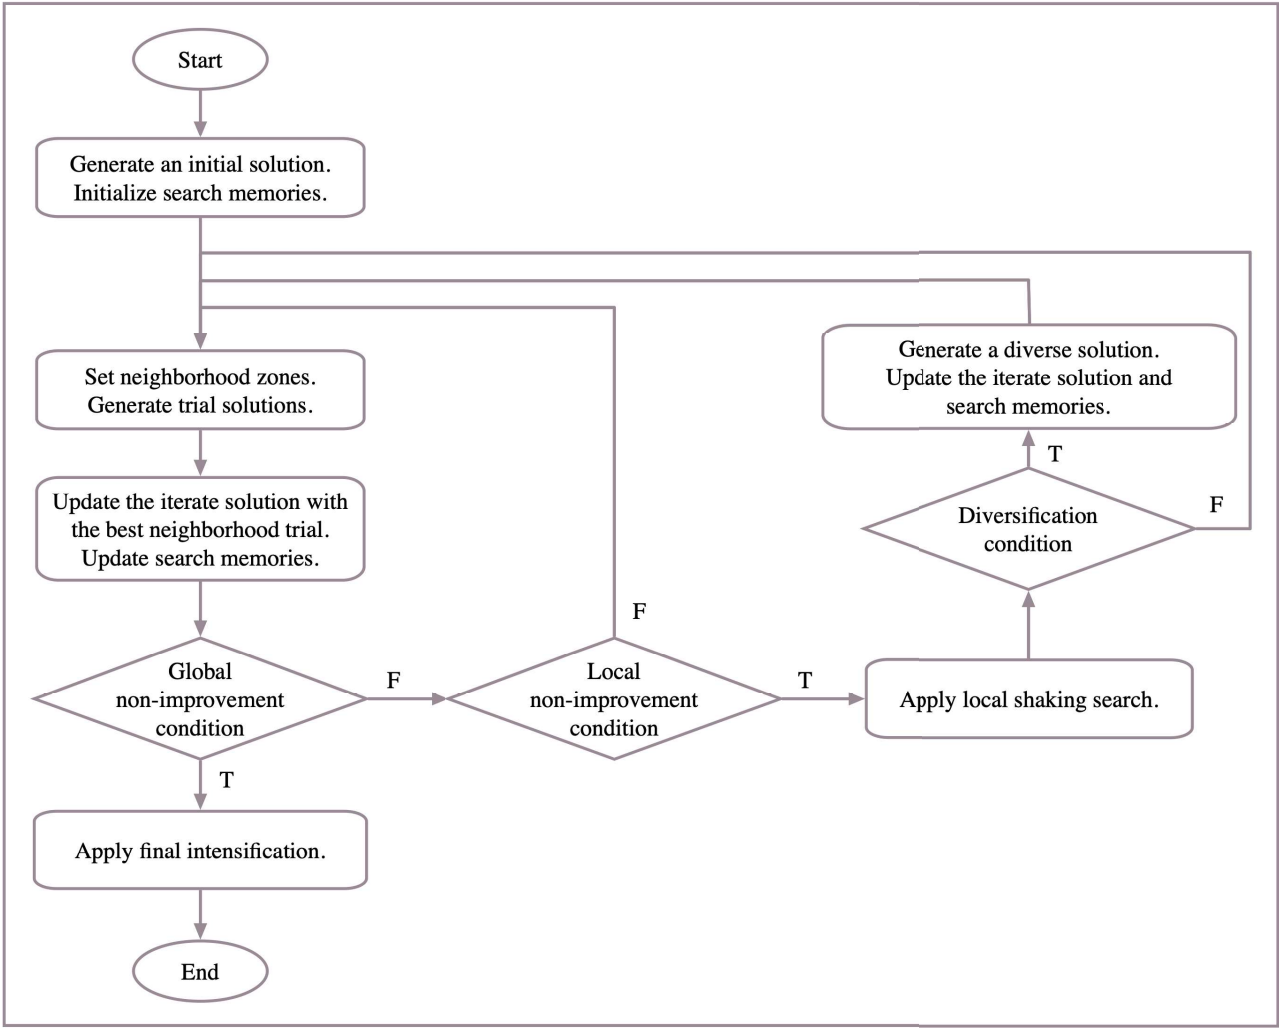 Start
Generate an initial solution.
Initialize search memories.
Set neighborhood zones.
Generate trial solutions.
Update the iterate solution with
the best neighborhood trial.
Update search memories.
Global
non-improvement
condition
F
T
Apply final intensification.
End
Local
non-improvement
condition
F
T
Apply local shaking search.
Diversification
condition
F
T
Generate a diverse solution.
Update the iterate solution and
search memories.